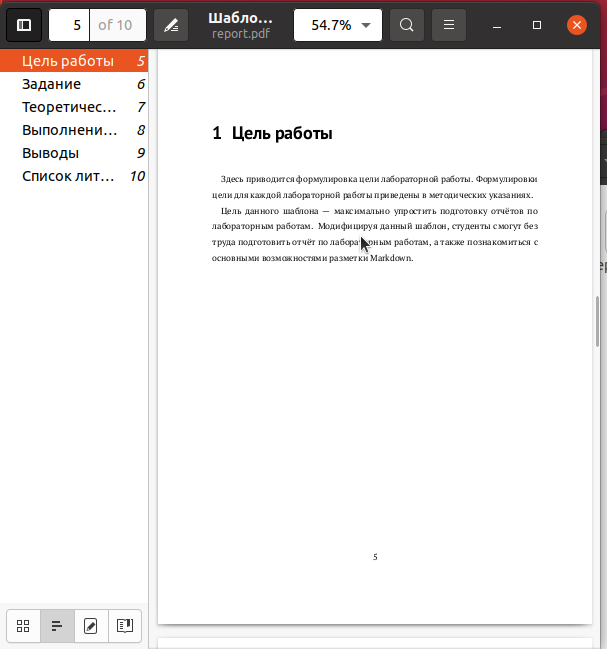 5 of 10
Шабло...
report.pdf
54.7%
Цель работы 5
Задание 6
Теоретичес... 7
Выполнени... 8
Выводы 9
Список лит... 10
1 Цель работы
Здесь приводится формулировка цели лабораторной работы. Формулировки
цели для каждой лабораторной работы приведены в методических указаниях.
Цель данного шаблона — максимально упростить подготовку отчётов по
лабораторным работам. Модифицируя данный шаблон, студенты смогут без
труда подготовить отчёт по лабораторным работам, а также познакомиться с
основными возможностями разметки Markdown.
5